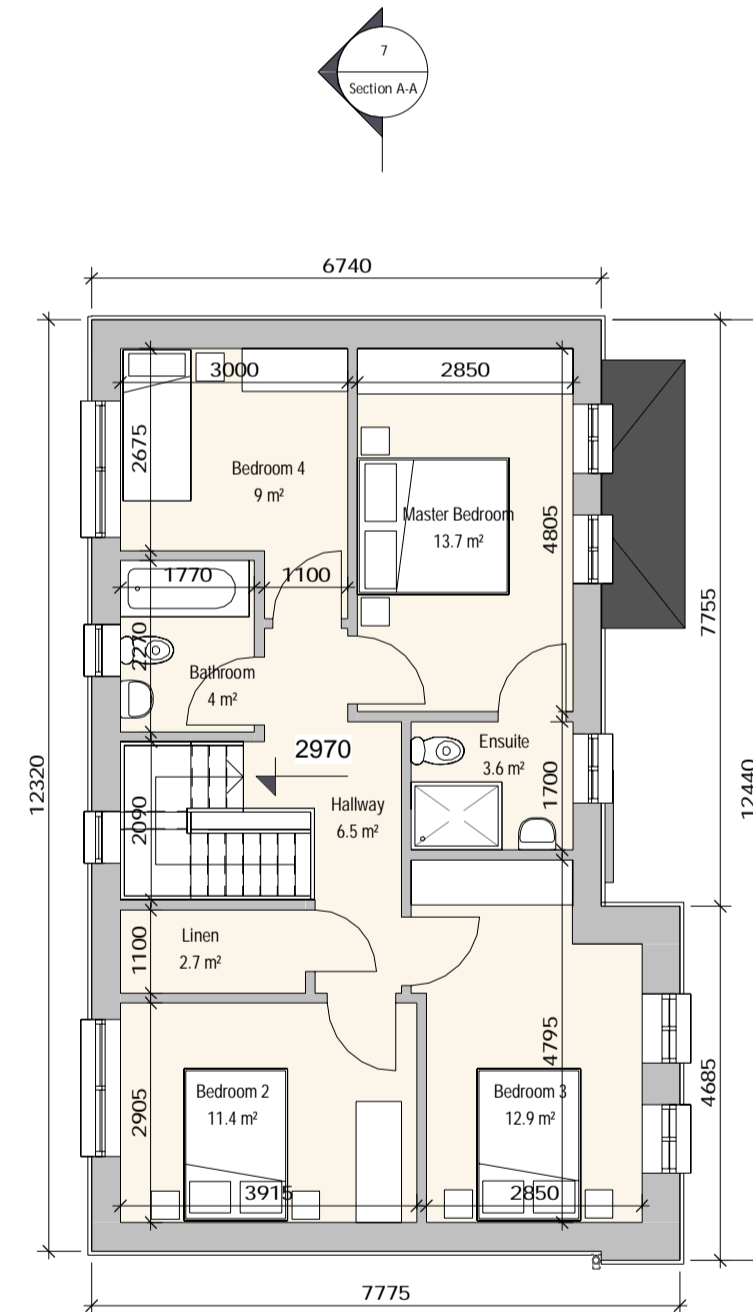 7
Section A-A
6740
3000
2850
2675
Bedroom 4
9 m²
Master Bedroom
13.7 m²
4805
7755
1770
1100
2270
Bathroom
4 m²
2970
Ensuite
3.6 m²
1700
12320
12440
2090
Hallway
6.5 m²
1100
Linen
2.7 m²
4795
4685
2905
Bedroom 2
11.4 m²
Bedroom 3
12.9 m²
3915
2850
7775